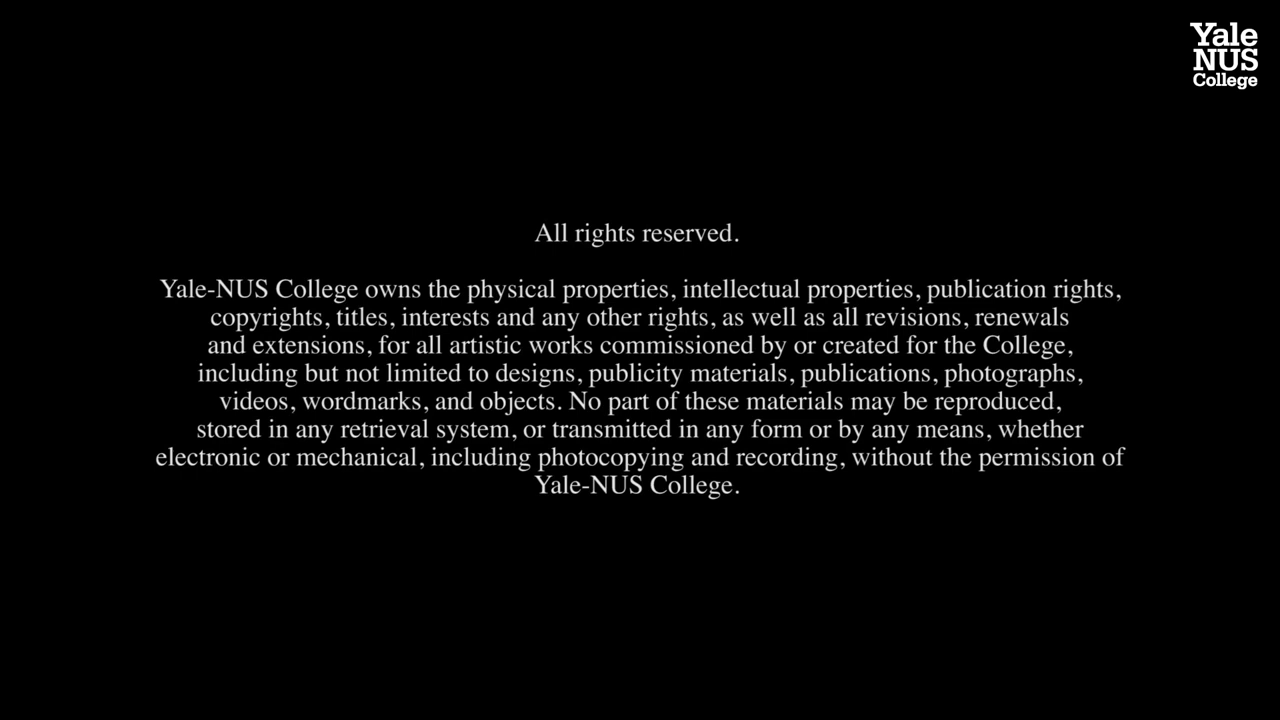 Yale
NUS
College
All rights reserved.
Yale-NUS College owns the physical properties, intellectual properties, publication rights,
copyrights, titles, interests and any other rights, as well as all revisions, renewals
and extensions, for all artistic works commissioned by or created for the College,
including but not limited to designs, publicity materials, publications, photographs,
videos, wordmarks, and objects. No part of these materials may be reproduced,
stored in any retrieval system, or transmitted in any form or by any means, whether
electronic or mechanical, including photocopying and recording, without the permission of
Yale-NUS College.